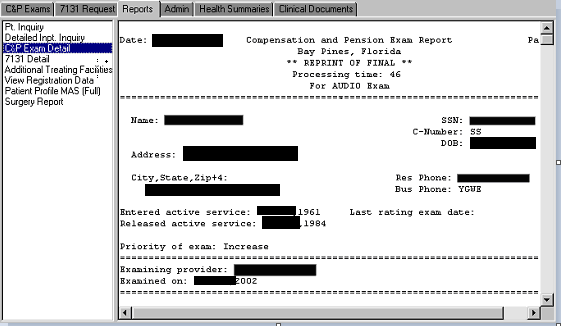 C&P Exams 7131 Request Reports Admin Health Summaries Clinical Documents
Pt. Inquiry
Detailed Inpt. Inquiry
C&P Exam Detail
7131 Detail
Additional Treating Facilities
View Registration Data
Patient Profile MAS (Full)
Surgery Report
Date: Compensation and Pension Exam Report Pa
Bay Pines, Florida
** REPRINT OF FINAL **
Processing time: 46
For AUDIO Exam
==============================================================================
Name: SSN:
C-Number: SS
DOB:
Address:
City,State,Zip+4: Res Phone:
Bus Phone: YGWE
Entered active service: ,1961 Last rating exam date:
Released active service: ,1984
Priority of exam: Increase
==============================================================================
Examining provider:
Examined on: 2002
==============================================================================